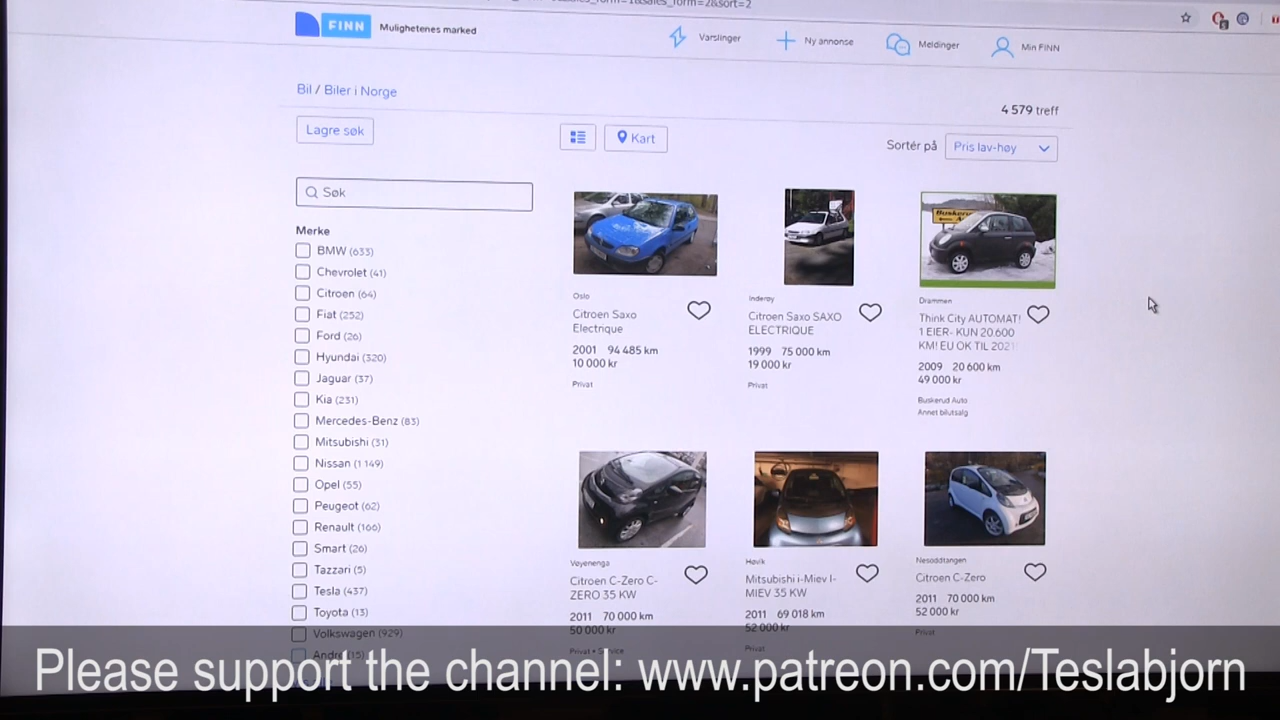 FINN
Mulighetenes marked
Varslinger
Ny annonse
Meldinger
Min FINN
Bil / Biler i Norge
4 579 treff
Lagre søk
Kart
Sortér på
Pris lav-høy
Søk
Merke
BMW (633)
Chevrolet (41)
Citroen (64)
Fiat (252)
Ford (26)
Hyundai (320)
Jaguar (37)
Kia (231)
Mercedes-Benz (83)
Mitsubishi (31)
Nissan (1 149)
Opel (55)
Peugeot (62)
Renault (166)
Smart (26)
Tazzari (5)
Tesla (437)
Toyota (13)
Volkswagen (929)
Andre (15)
Oslo
Citroen Saxo
Electrique
2001 94 485 km
10 000 kr
Privat
Inderøy
Citroen Saxo SAXO
ELECTRIQUE
1999 75 000 km
19 000 kr
Privat
Drammen
Think City AUTOMAT!
1 EIER- KUN 20.600
KM! EU OK TIL 2021
2009 20 600 km
49 000 kr
Buskerud Auto
Annet bilutsalg
Vøyenenga
Citroen C-Zero C-
ZERO 35 KW
2011 70 000 km
50 000 kr
Privat • Service
Høvik
Mitsubishi i-Miev I-
MIEV 35 KW
2011 69 018 km
52 000 kr
Privat
Nesoddtangen
Citroen C-Zero
2011 70 000 km
52 000 kr
Privat
Please support the channel: www.patreon.com/Teslabjorn